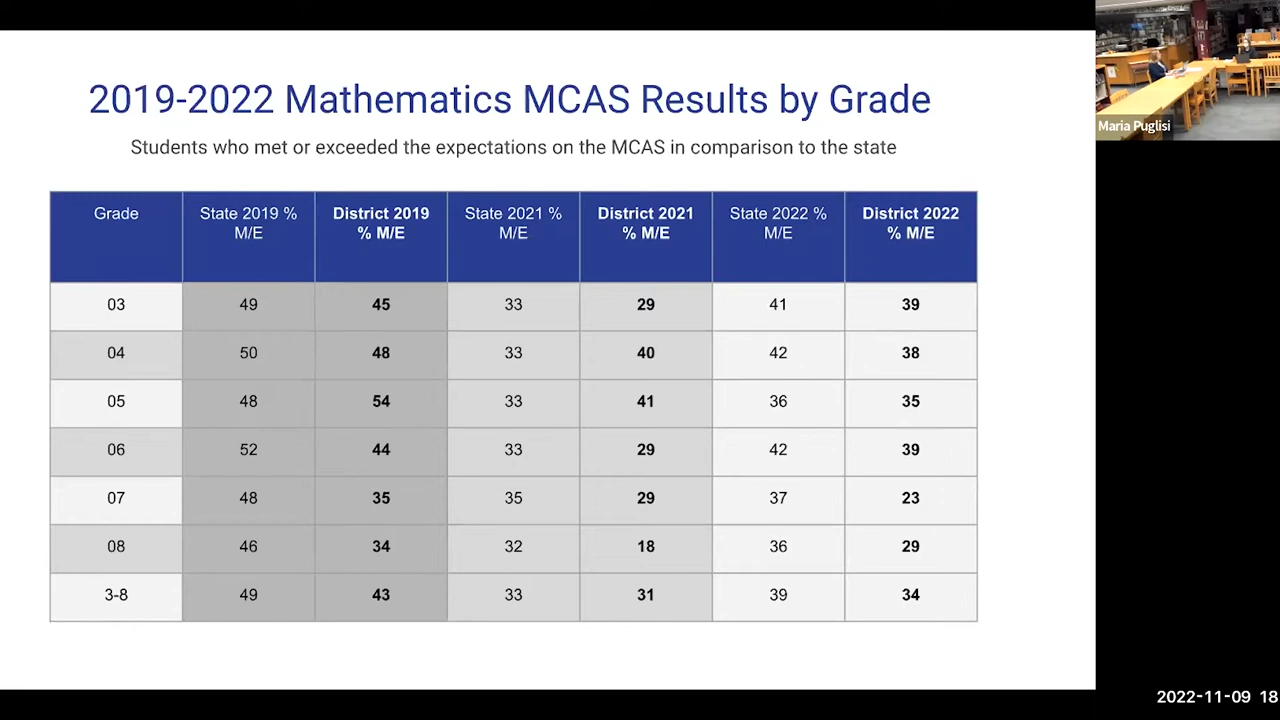 2019-2022 Mathematics MCAS Results by Grade
Students who met or exceeded the expectations on the MCAS in comparison to the state
Grade State 2019 % M/E District 2019 % M/E State 2021 % M/E District 2021 % M/E State 2022 % M/E District 2022 % M/E
03 49 45 33 29 41 39
04 50 48 33 40 42 38
05 48 54 33 41 36 35
06 52 44 33 29 42 39
07 48 35 35 29 37 23
08 46 34 32 18 36 29
3-8 49 43 33 31 39 34
Maria Puglisi
2022-11-09 18